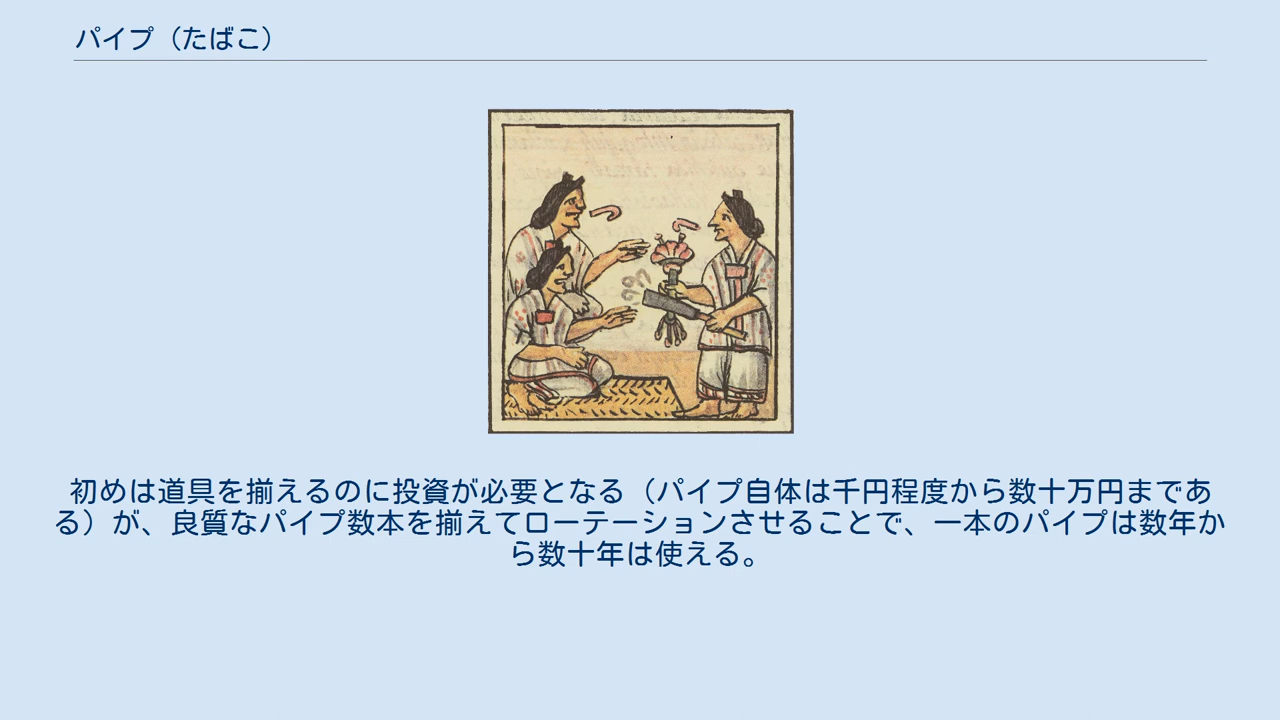 パイプ（たばこ）
初めは道具を揃えるのに投資が必要となる（パイプ自体は千円程度から数十万円まであ
る）が、良質なパイプ数本を揃えてローテーションさせることで、一本のパイプは数年か
ら数十年は使える。